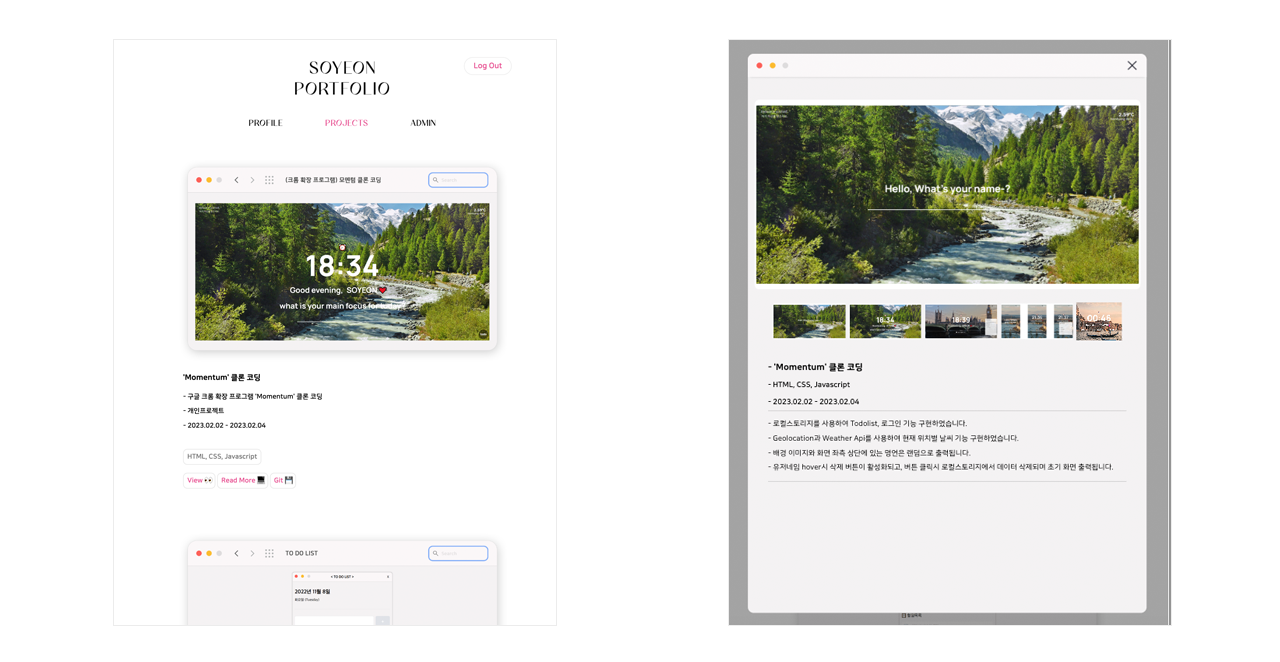 SOYEON
PORTFOLIO
Log Out
PROFILE PROJECTS ADMIN
(크롬 확장 프로그램) 모멘텀 클론 코딩
Search
18:34
Good evening, SOYEON
what is your main focus for
'Momentum' 클론 코딩
- 구글 크롬 확장 프로그램 'Momentum' 클론 코딩
- 개인프로젝트
- 2023.02.02 - 2023.02.04
HTML, CSS, Javascript
View Read More Git
TO DO LIST
Search
< TO DO LIST >
2022년 11월 8일
Hello, What's your name~?
18:34
18:39
00:46
- 'Momentum' 클론 코딩
- HTML, CSS, Javascript
- 2023.02.02 - 2023.02.04
- 로컬스토리지를 사용하여 Todolist, 로그인 기능 구현하였습니다.
- Geolocation과 Weather Api를 사용하여 현재 위치별 날씨 기능 구현하였습니다.
- 배경 이미지와 화면 좌측 상단에 있는 명언은 랜덤으로 출력됩니다.
- 유저네임 hover시 삭제 버튼이 활성화되고, 버튼 클릭시 로컬스토리지에서 데이터 삭제되며 초기 화면 출력됩니다.